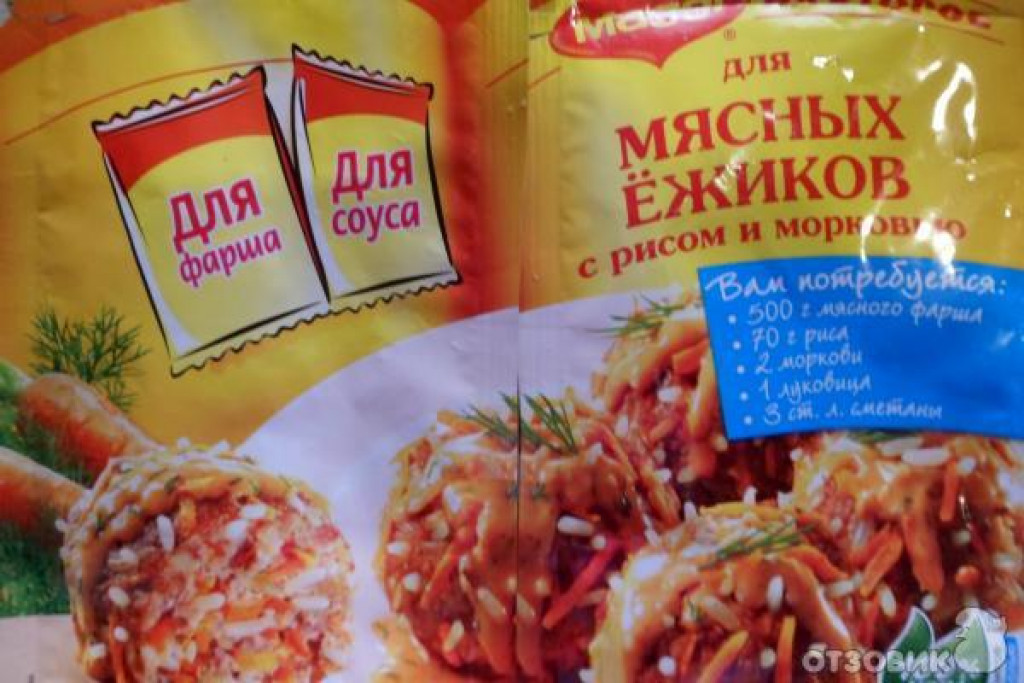 Для
фарша
Для
соуса
Maggi
для
МЯСНЫХ
ЁЖИКОВ
с рисом и морковью
Вам потребуется:
• 500 г мясного фарша
• 70 г риса
• 2 моркови
• 1 луковица
• 3 ст. л. сметаны
ОТЗОВИК